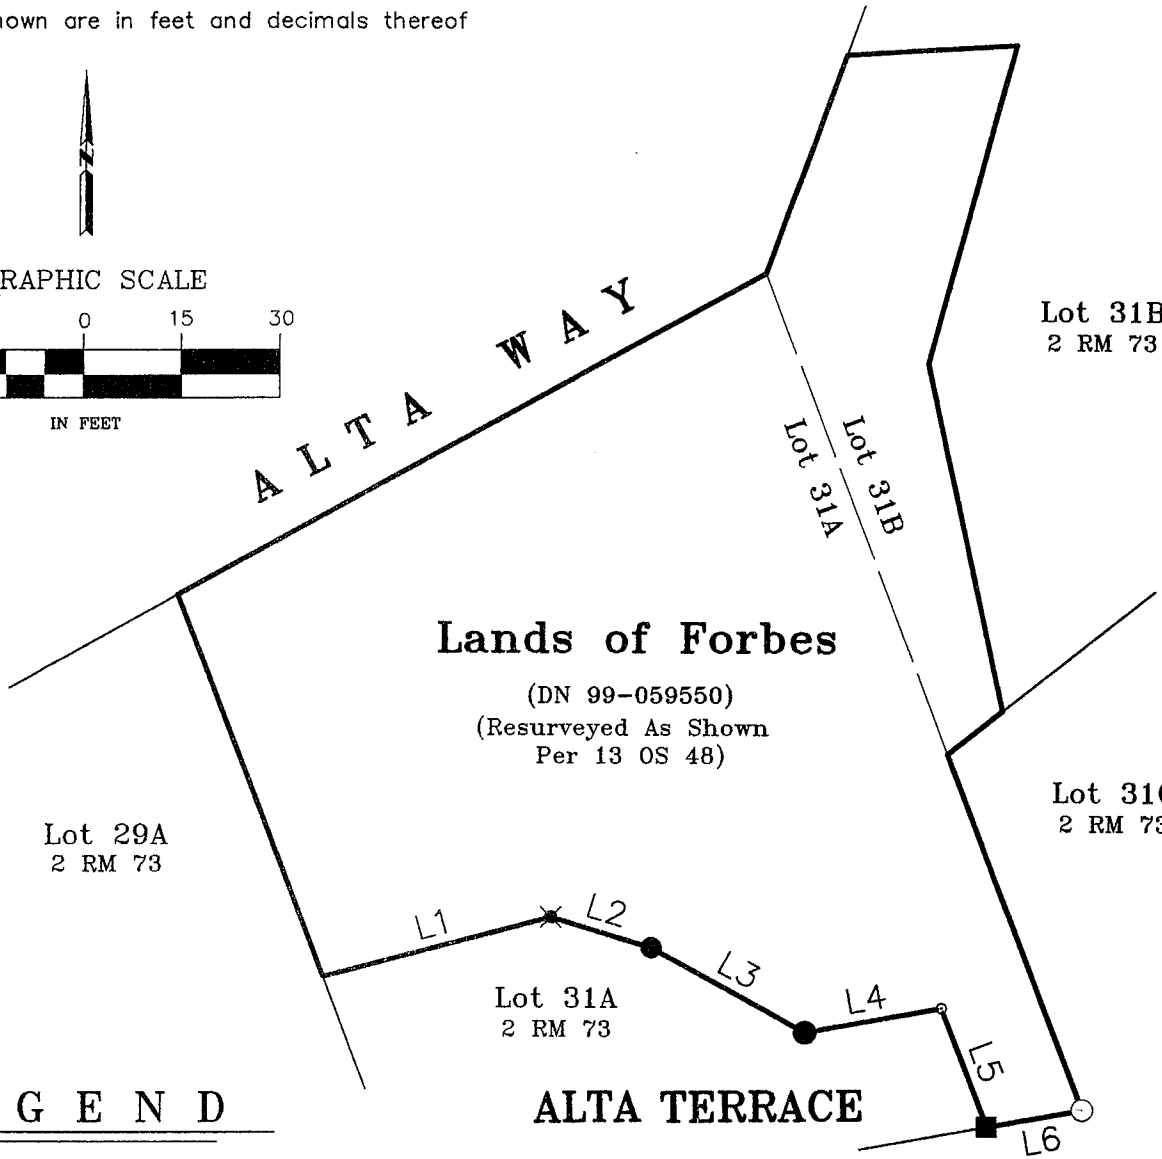 own are in feet and decimals thereof
N
RAPHIC SCALE
0 15 30
IN FEET
ALTA WAY
Lot 31B
2 RM 73
Lot 31B
Lot 31A
Lands of Forbes
(DN 99-059550)
(Resurveyed As Shown
Per 13 OS 48)
Lot 29A
2 RM 73
Lot 31
2 RM 73
L1
L2
L3
L4
L5
L6
Lot 31A
2 RM 73
GEND
ALTA TERRACE